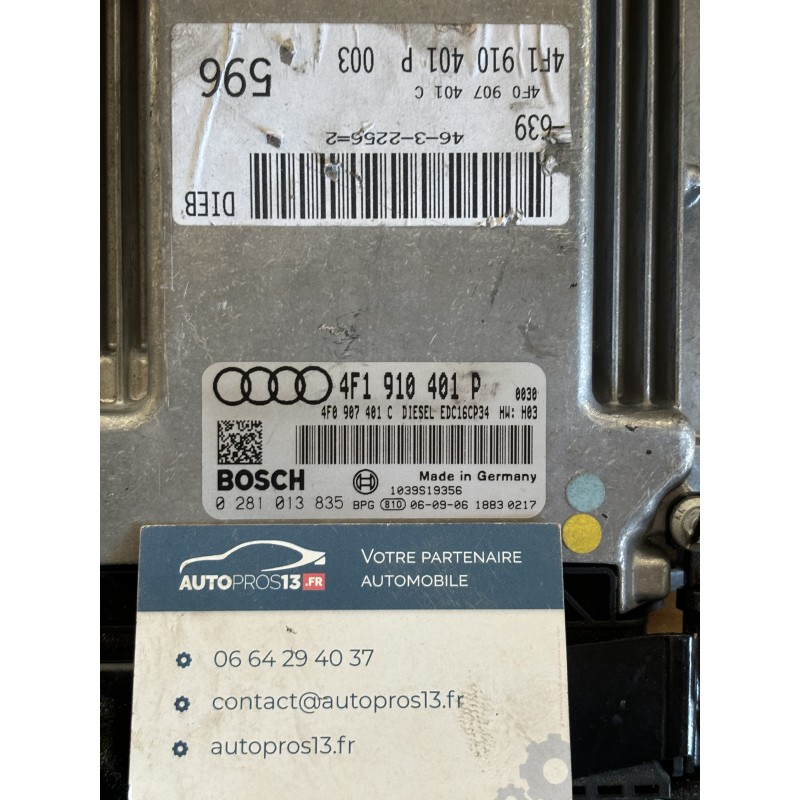 4F1 910 401 P 003
4F0 907 401 C
596
-639
46-3-2256=2
DIEB
4F1 910 401 P 0030
4F0 907 401 C DIESEL EDC16CP34 HW: H03
BOSCH
Made in Germany
1039S19356
0 281 013 835 BPG 810 06-09-06 1883 0217
AUTOPROS13.FR
VOTRE PARTENAIRE
AUTOMOBILE
06 64 29 40 37
contact@autopros13.fr
autopros13.fr